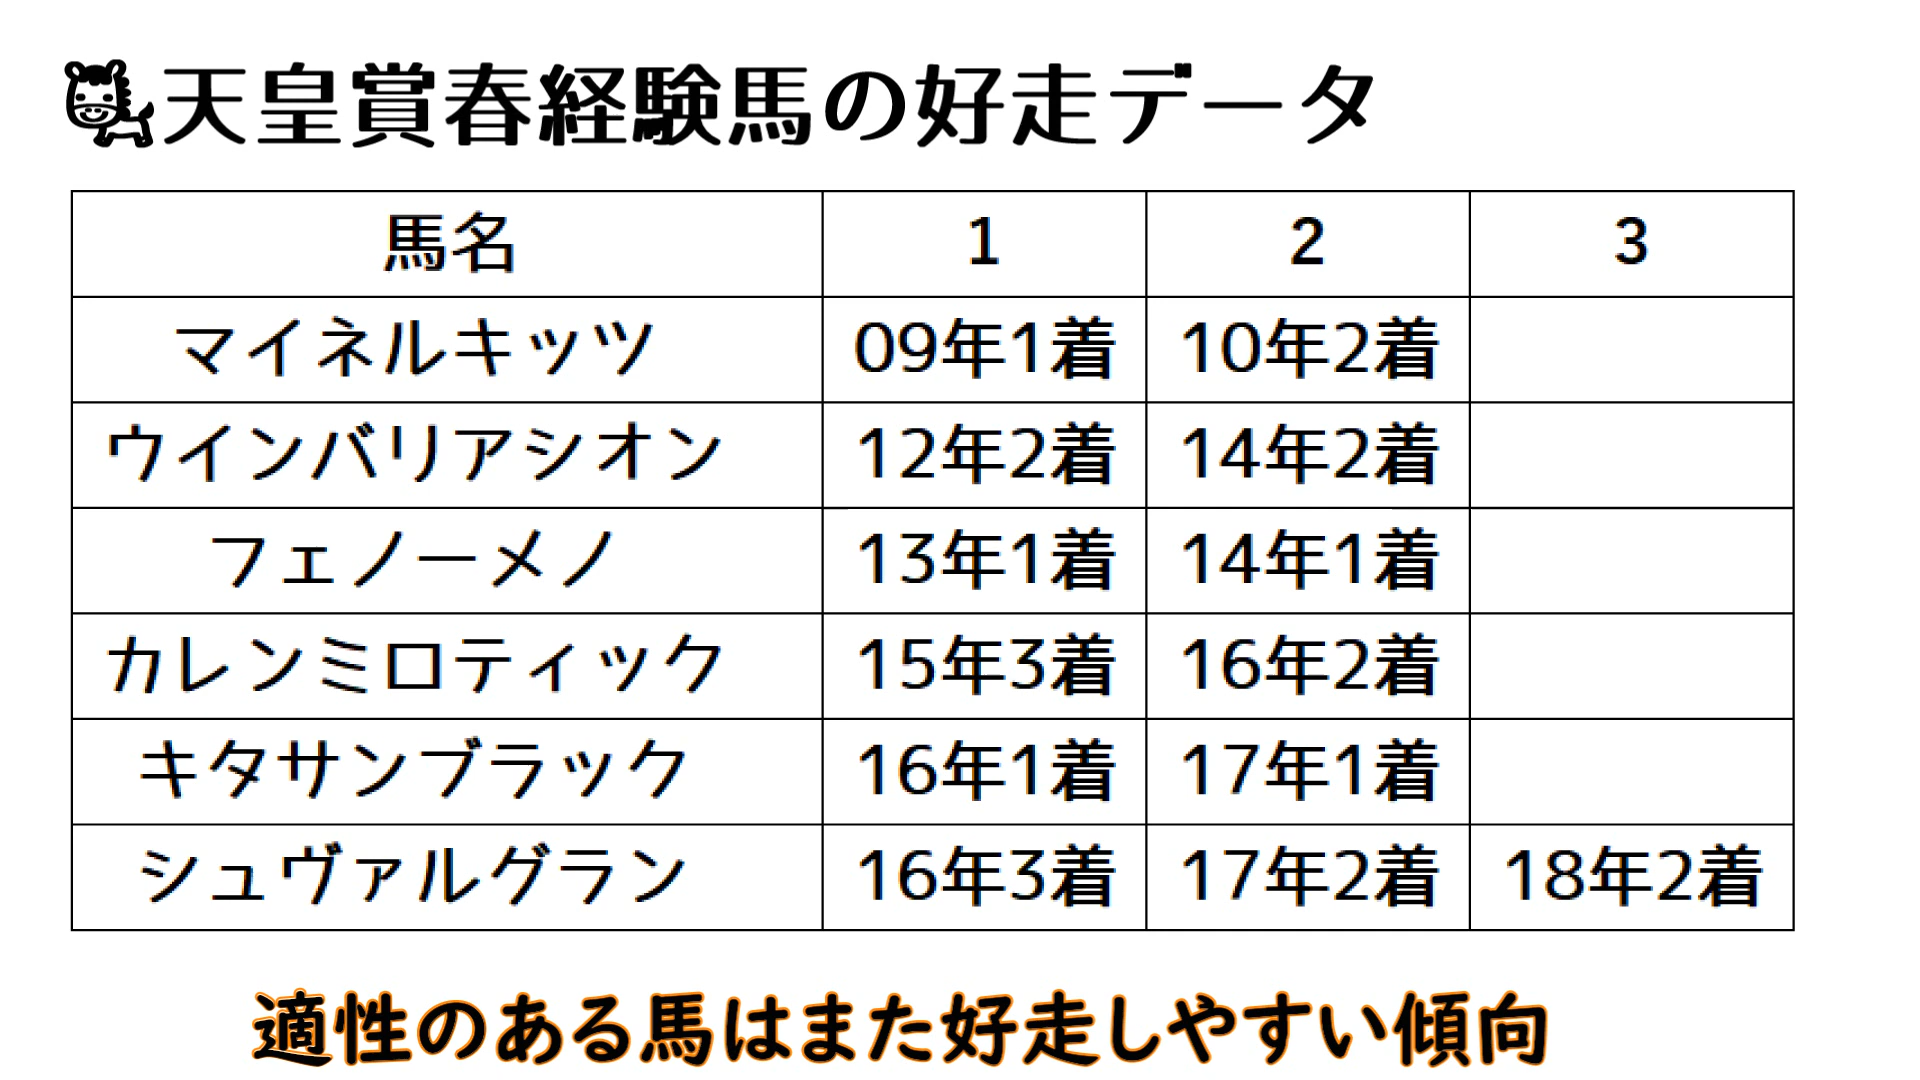 天皇賞春経験馬の好走データ
馬名 1 2 3
マイネルキッツ 09年1着 10年2着
ウインバリアシオン 12年2着 14年2着
フェノーメノ 13年1着 14年1着
カレンミロティック 15年3着 16年2着
キタサンブラック 16年1着 17年1着
シュヴァルグラン 16年3着 17年2着 18年2着
適性のある馬はまた好走しやすい傾向